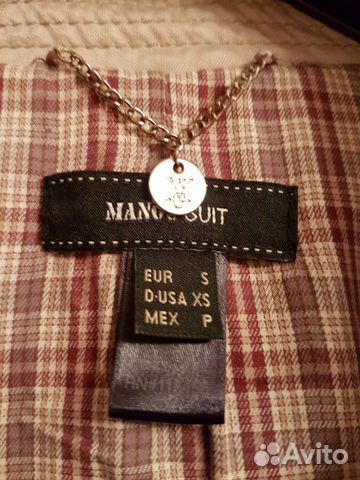 MANGO SUIT
EUR S
D·USA XS
MEX P
Avito